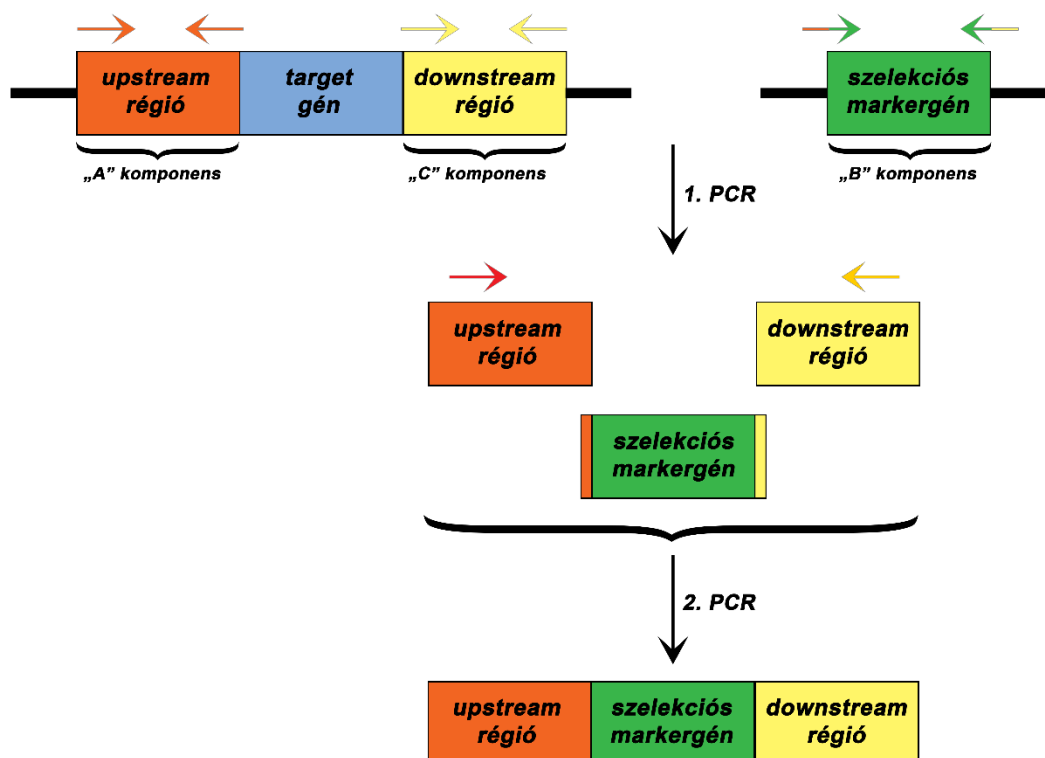 upstream
régió
target
gén
downstream
régió
szelekciós
markergén
„A” komponens
„C” komponens
„B” komponens
1. PCR
upstream
régió
downstream
régió
szelekciós
markergén
2. PCR
upstream
régió
szelekciós
markergén
downstream
régió